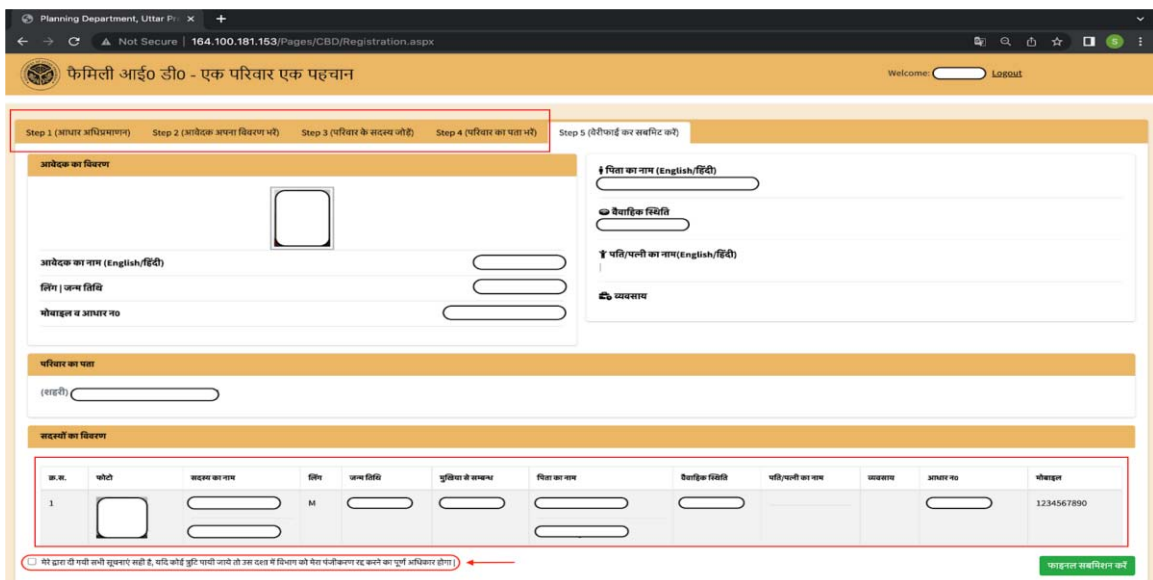 Planning Department, Uttar Pr
Not Secure | 164.100.181.153/Pages/CBD/Registration.aspx
S
फैमिली आई० डी० - एक परिवार एक पहचान
Welcome: Logout
Step 1 (आधार अधिप्रमाणन) Step 2 (आवेदक अपना विवरण भरें) Step 3 (परिवार के सदस्य जोड़ें) Step 4 (परिवार का पता भरें) Step 5 (वेरीफाई कर सबमिट करें)
आवेदक का विवरण
पिता का नाम (English/हिंदी)
वैवाहिक स्थिति
पति/पत्नी का नाम(English/हिंदी)
व्यवसाय
आवेदक का नाम (English/हिंदी)
लिंग | जन्म तिथि
मोबाइल व आधार न०
परिवार का पता
(शहरी)
सदस्यों का विवरण
क्र.स. फोटो सदस्य का नाम लिंग जन्म तिथि मुखिया से सम्बन्ध पिता का नाम वैवाहिक स्थिति पति/पत्नी का नाम व्यवसाय आधार न० मोबाइल
1 M 1234567890
मेरे द्वारा दी गयी सभी सूचनाएं सही है, यदि कोई त्रुटि पायी जाये तो उस दशा में विभाग को मेरा पंजीकरण रद्द करने का पूर्ण अधिकार होगा |
फाइनल सबमिशन करें